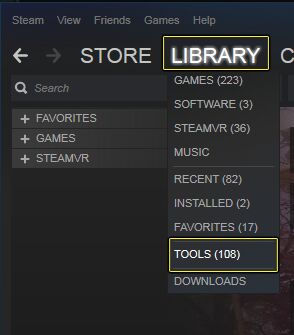 Steam View Friends Games Help
STORE LIBRARY C
Search
GAMES (223)
SOFTWARE (3)
STEAMVR (36)
MUSIC
RECENT (82)
INSTALLED (2)
FAVORITES (17)
TOOLS (108)
DOWNLOADS
FAVORITES
GAMES
STEAMVR